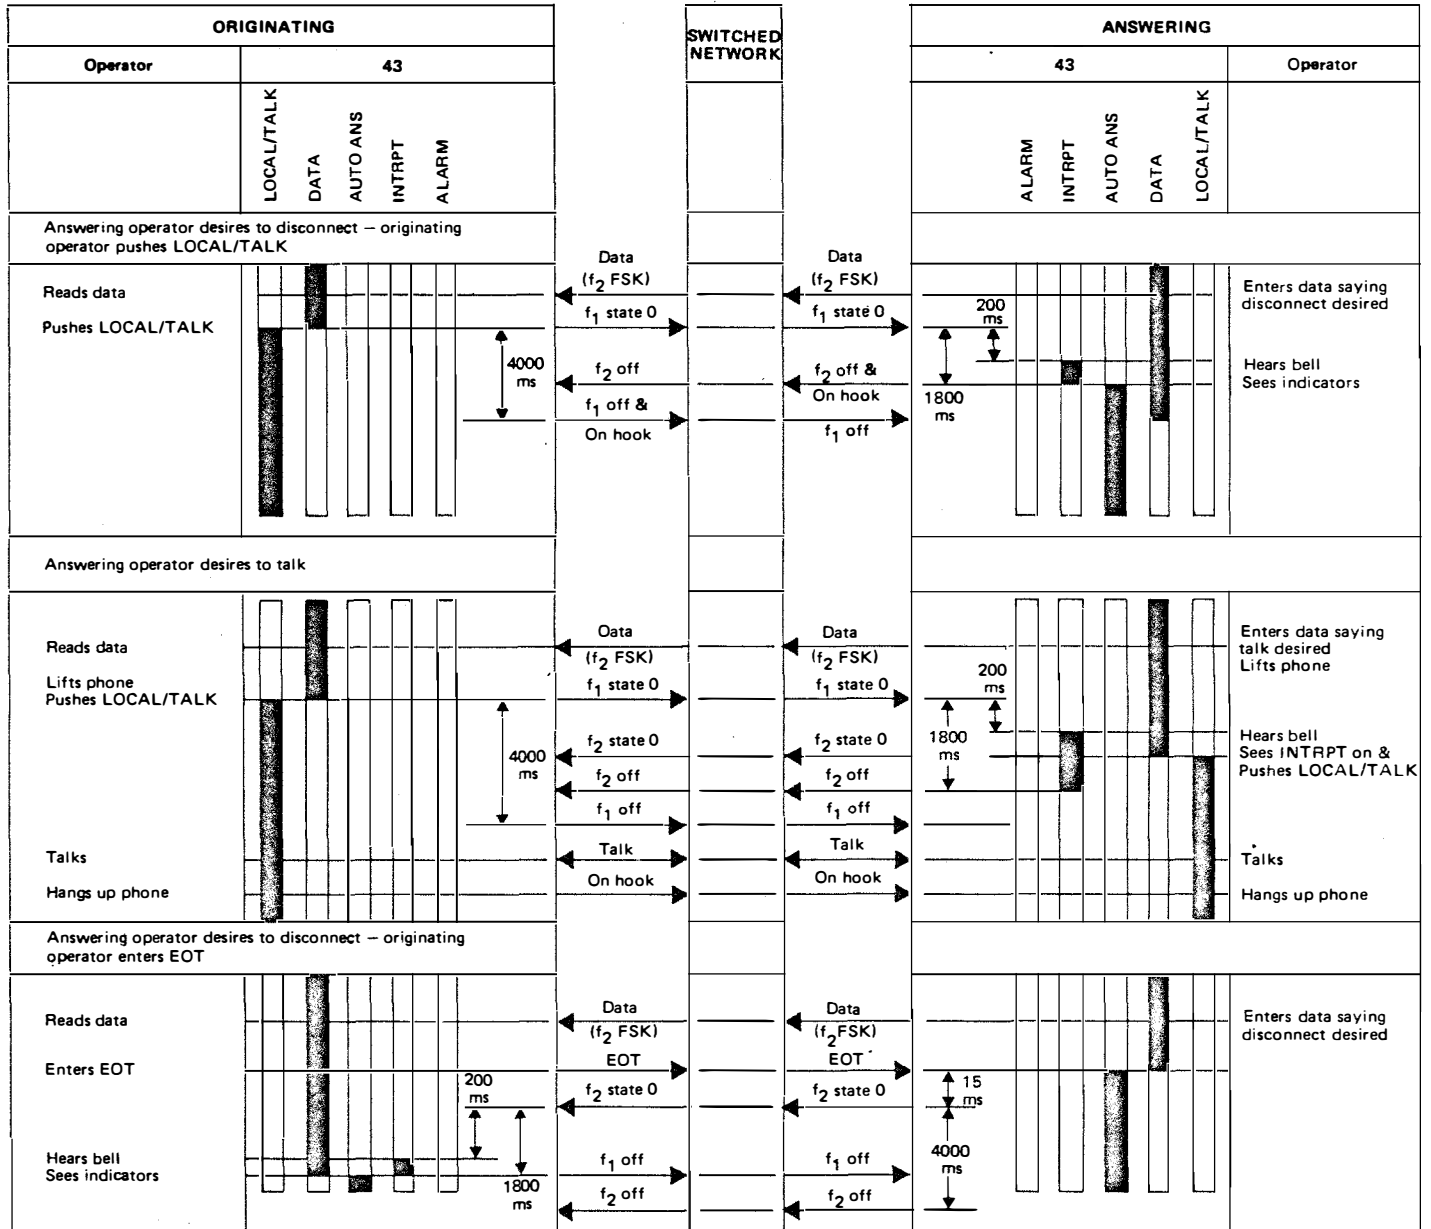 ORIGINATING
SWITCHED
NETWORK
ANSWERING
Operator
43
43
Operator
LOCAL/TALK
DATA
AUTO ANS
INTRPT
ALARM
ALARM
INTRPT
AUTO ANS
DATA
LOCAL/TALK
Answering operator desires to disconnect — originating
operator pushes LOCAL/TALK
Reads data
Pushes LOCAL/TALK
4000
ms
Data
(f2 FSK)
f1 state 0
f2 off
f1 off &
On hook
Data
(f2 FSK)
f1 state 0
f2 off &
On hook
f1 off
200
ms
1800
ms
Enters data saying
disconnect desired
Hears bell
Sees indicators
Answering operator desires to talk
Reads data
Lifts phone
Pushes LOCAL/TALK
4000
ms
Talks
Hangs up phone
Data
(f2 FSK)
f1 state 0
f2 state 0
f2 off
f1 off
Talk
On hook
Data
(f2 FSK)
f1 state 0
f2 state 0
f2 off
f1 off
Talk
On hook
200
ms
1800
ms
Enters data saying
talk desired
Lifts phone
Hears bell
Sees INTRPT on &
Pushes LOCAL/TALK
Talks
Hangs up phone
Answering operator desires to disconnect — originating
operator enters EOT
Reads data
Enters EOT
Hears bell
Sees indicators
200
ms
1800
ms
Data
(f2 FSK)
EOT
f2 state 0
f1 off
f2 off
Data
(f2FSK)
EOT
f2 state 0
f1 off
f2 off
15
ms
4000
ms
Enters data saying
disconnect desired